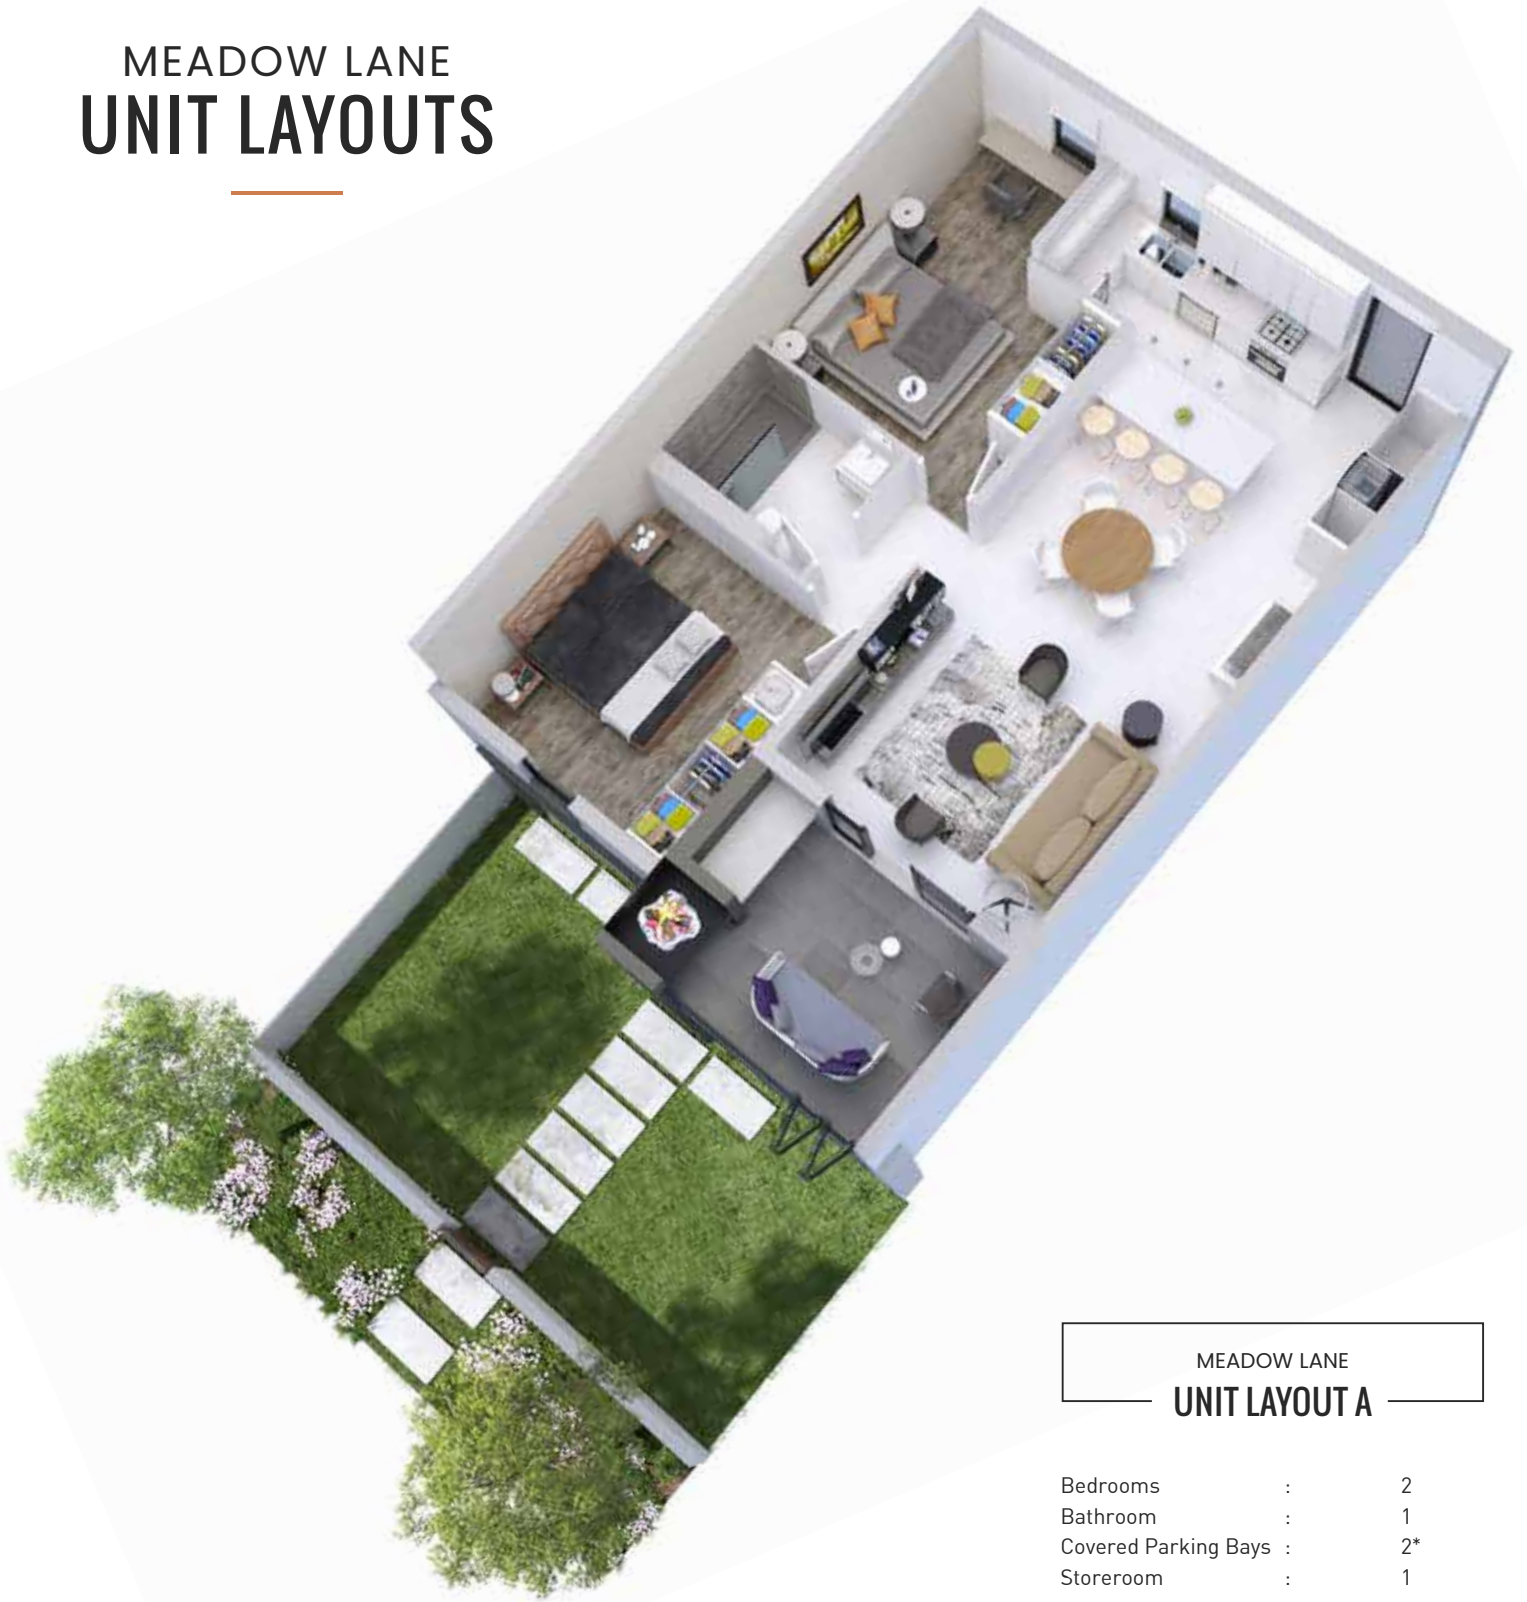 MEADOW LANE
UNIT LAYOUTS
MEADOW LANE
UNIT LAYOUT A
Bedrooms : 2
Bathroom : 1
Covered Parking Bays : 2*
Storeroom : 1